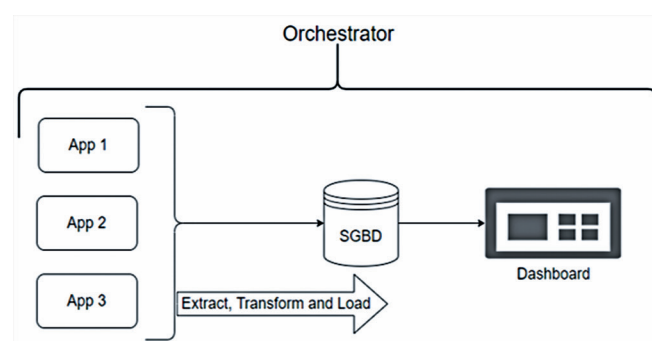 Orchestrator
App 1
App 2
App 3
SGBD
Dashboard
Extract, Transform and Load